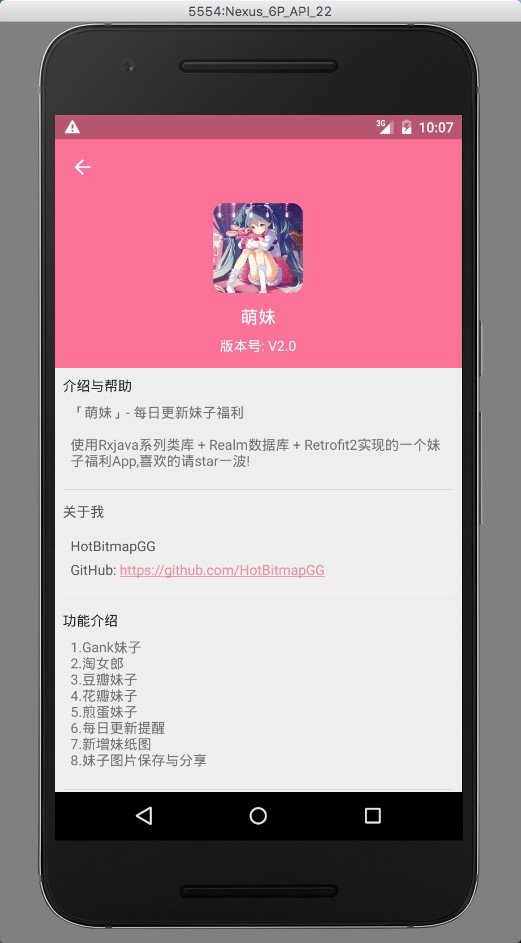 5554:Nexus_6P_API_22
3G 10:07
萌妹
版本号: V2.0
介绍与帮助
「萌妹」- 每日更新妹子福利
使用Rxjava系列类库 + Realm数据库 + Retrofit2实现的一个妹
子福利App,喜欢的请star一波!
关于我
HotBitmapGG
GitHub: https://github.com/HotBitmapGG
功能介绍
1.Gank妹子
2.淘女郎
3.豆瓣妹子
4.花瓣妹子
5.煎蛋妹子
6.每日更新提醒
7.新增妹纸图
8.妹子图片保存与分享